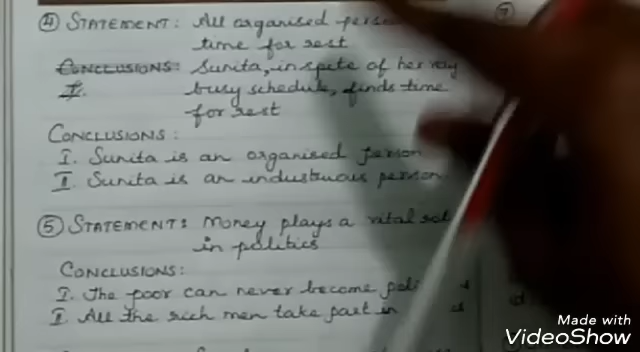 ④ STATEMENT: All organised
time for rest
CONCLUSIONS: Sunita, in spite of her very
I. busy schedule, finds time
for rest
CONCLUSIONS:
I. Sunita is an organised person
II. Sunita is an industruous person
⑤ STATEMENT: Money plays a vital
in politics
CONCLUSIONS:
I. The poor can never become
II. All the rich men take part in
Made with
VideoShow